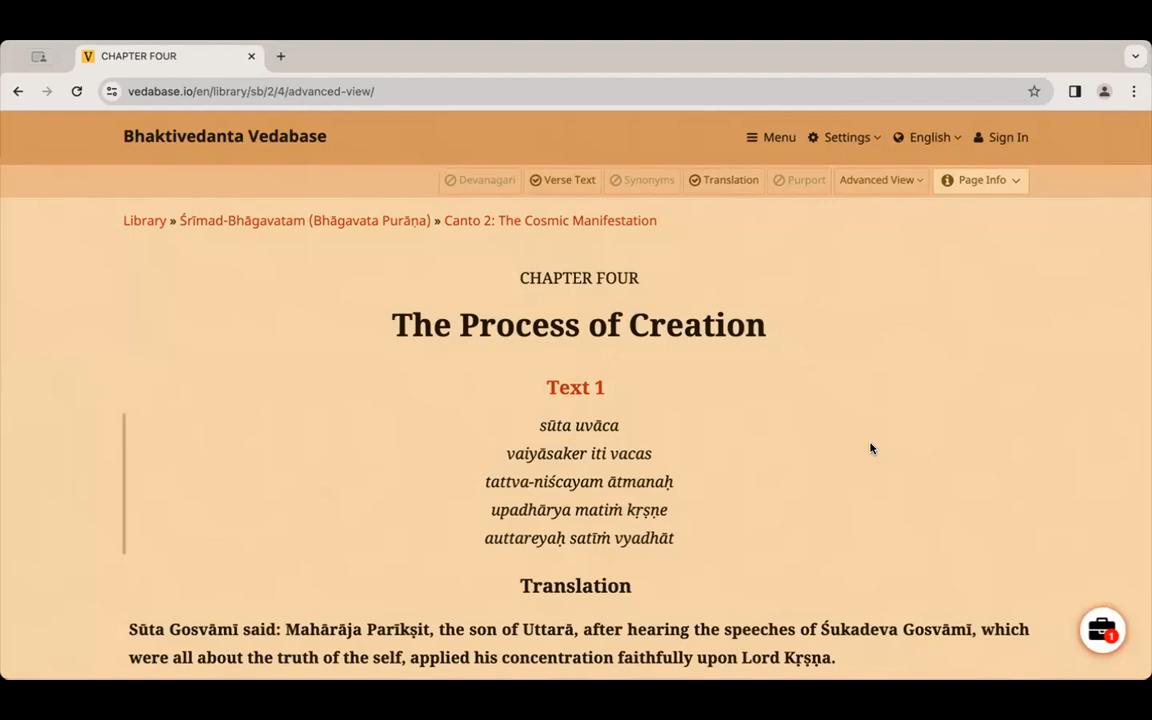 CHAPTER FOUR
vedabase.io/en/library/sb/2/4/advanced-view/
Bhaktivedanta Vedabase
Menu Settings English Sign In
Devanagari Verse Text Synonyms Translation Purport Advanced View Page Info
Library » Śrīmad-Bhāgavatam (Bhāgavata Purāṇa) » Canto 2: The Cosmic Manifestation
CHAPTER FOUR
The Process of Creation
Text 1
sūta uvāca
vaiyāsaker iti vacas
tattva-niścayam ātmanaḥ
upadhārya matiṁ kṛṣṇe
auttareyaḥ satīṁ vyadhāt
Translation
Sūta Gosvāmī said: Mahārāja Parīkṣit, the son of Uttarā, after hearing the speeches of Śukadeva Gosvāmī, which
were all about the truth of the self, applied his concentration faithfully upon Lord Kṛṣṇa.
1